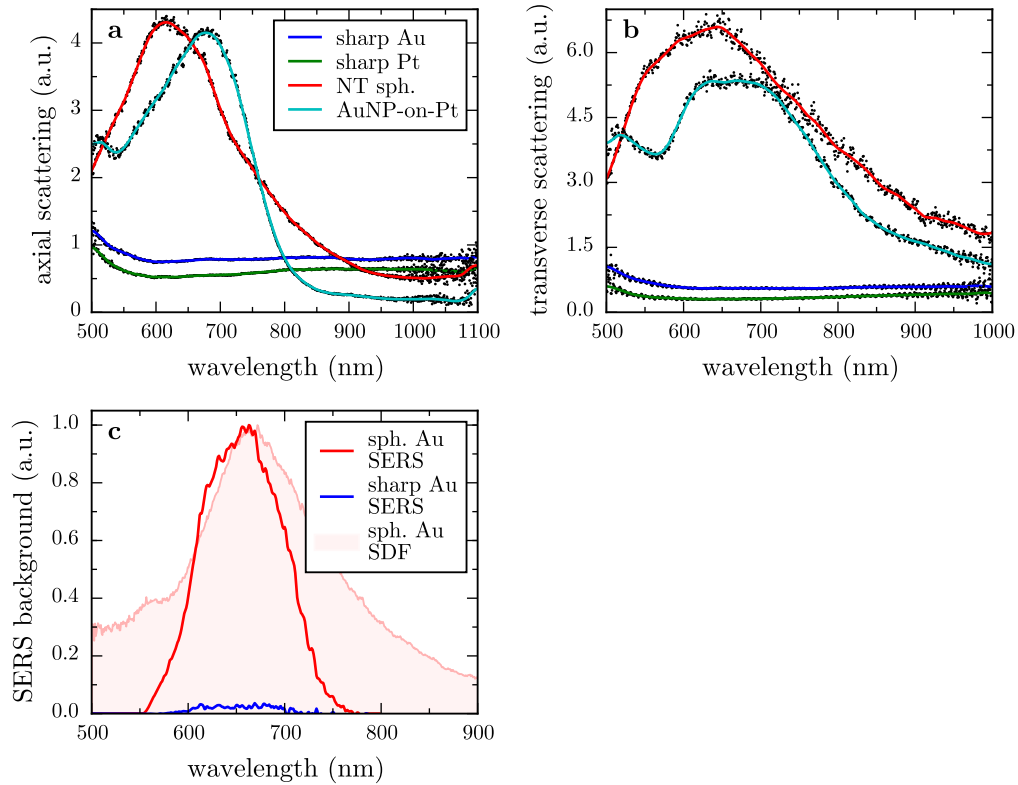 a
sharp Au
sharp Pt
NT sph.
AuNP-on-Pt
axial scattering (a.u.)
4
3
2
1
0
500 600 700 800 900 1000 1100
wavelength (nm)
b
transverse scattering (a.u.)
6.0
4.5
3.0
1.5
0.0
500 600 700 800 900 1000
wavelength (nm)
c
sph. Au
SERS
sharp Au
SERS
sph. Au
SDF
SERS background (a.u.)
1.0
0.8
0.6
0.4
0.2
0.0
500 600 700 800 900
wavelength (nm)